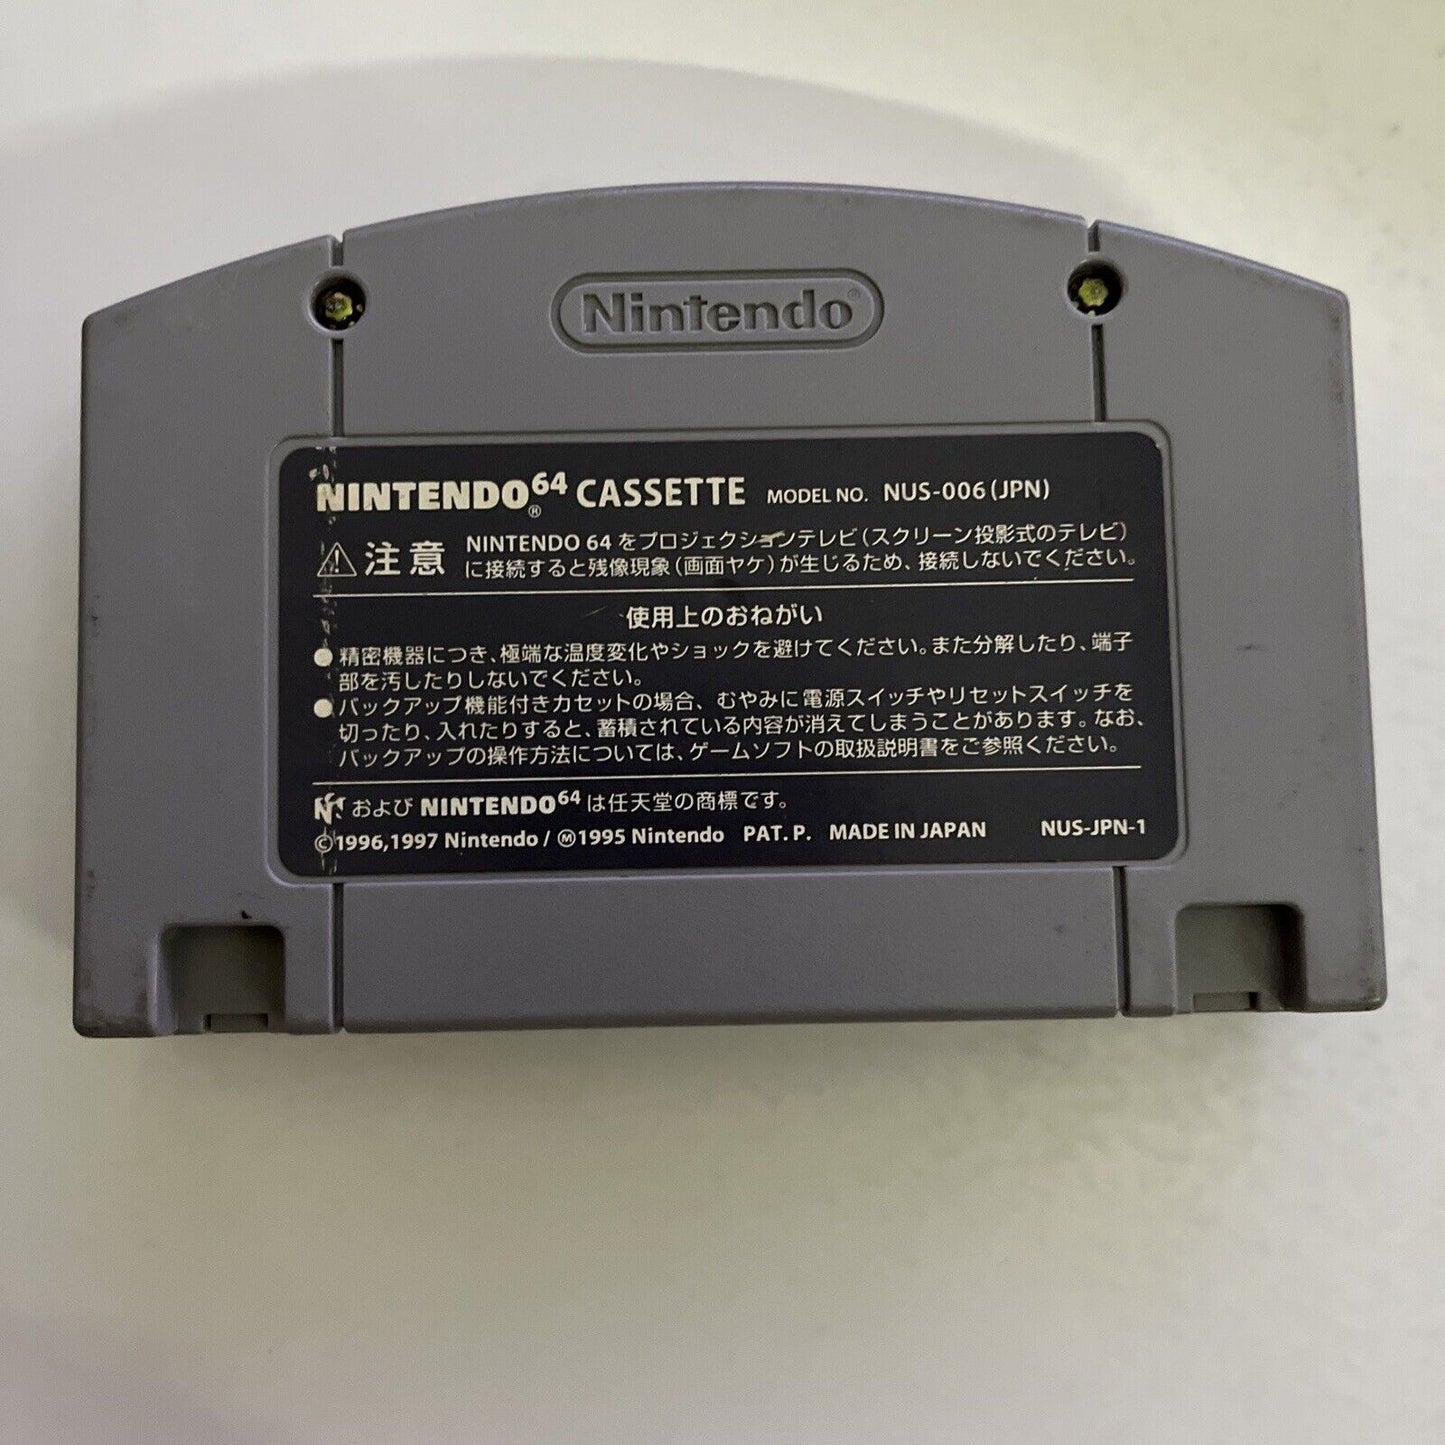 Nintendo®
NINTENDO64® CASSETTE MODEL NO. NUS-006(JPN)
⚠注意 NINTENDO 64 をプロジェクションテレビ(スクリーン投影式のテレビ)
に接続すると残像現象(画面ヤケ)が生じるため、接続しないでください。
使用上のおねがい
●精密機器につき、極端な温度変化やショックを避けてください。また分解したり、端子
部を汚したりしないでください。
●バックアップ機能付きカセットの場合、むやみに電源スイッチやリセットスイッチを
切ったり、入れたりすると、蓄積されている内容が消えてしまうことがあります。なお、
バックアップの操作方法については、ゲームソフトの取扱説明書をご参照ください。
N および NINTENDO64 は任天堂の商標です。
©1996,1997 Nintendo / Ⓜ1995 Nintendo PAT. P. MADE IN JAPAN NUS-JPN-1